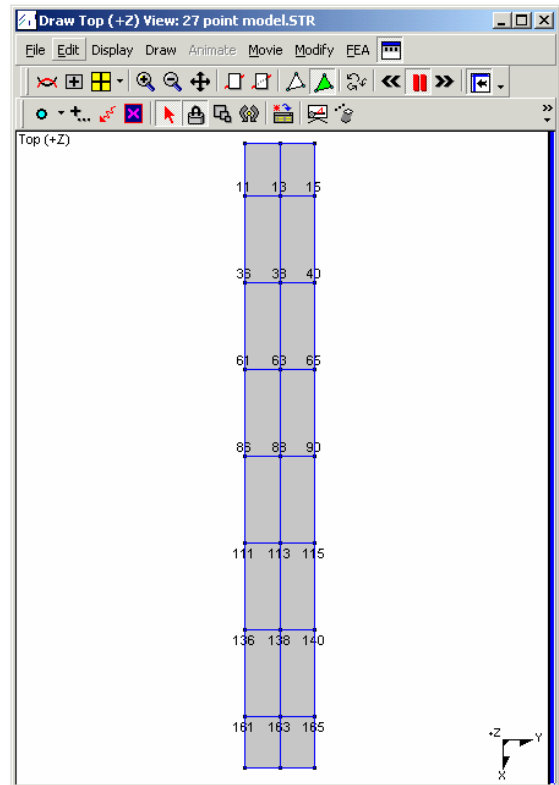 Draw Top (+Z) View: 27 point model.STR
File Edit Display Draw Animate Movie Modify FEA
Top (+Z)
11 13 15
36 38 40
61 63 65
86 88 90
111 113 115
136 138 140
161 163 165
+Z Y
X